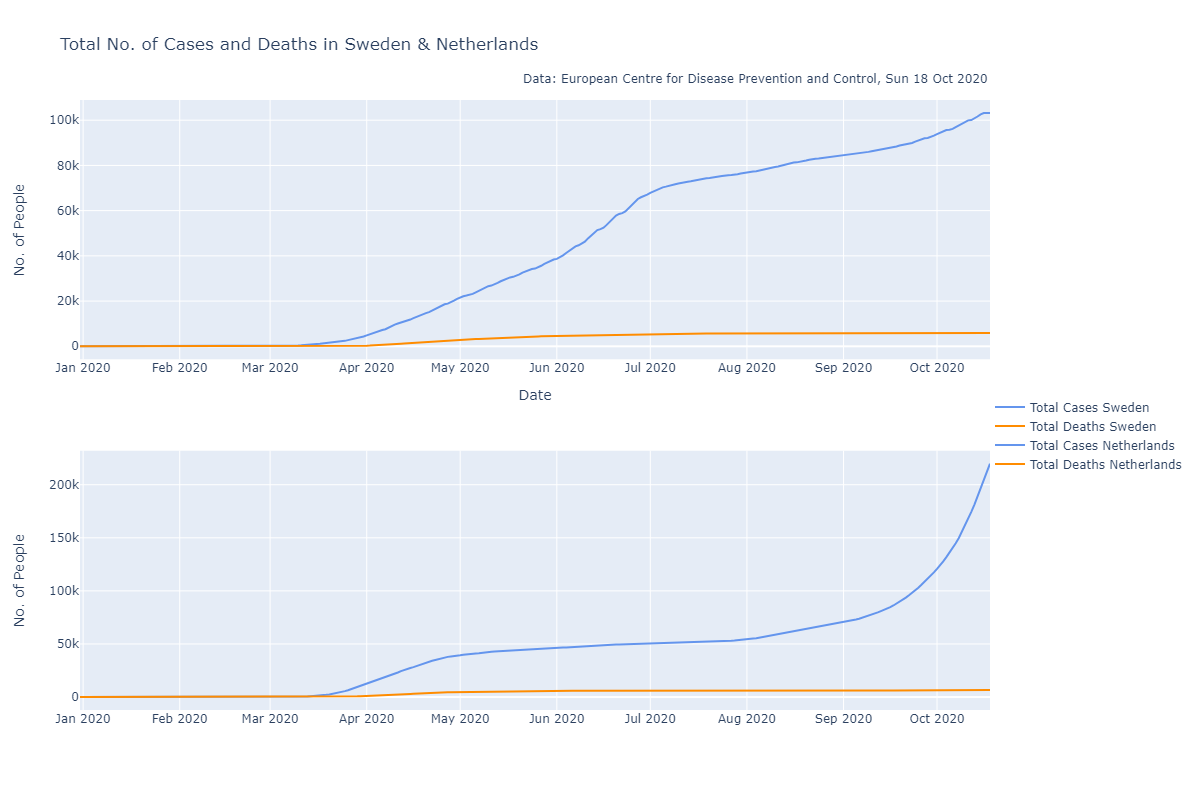 Total No. of Cases and Deaths in Sweden & Netherlands
Data: European Centre for Disease Prevention and Control, Sun 18 Oct 2020
No. of People
100k
80k
60k
40k
20k
0
Jan 2020 Feb 2020 Mar 2020 Apr 2020 May 2020 Jun 2020 Jul 2020 Aug 2020 Sep 2020 Oct 2020
Date
Total Cases Sweden
Total Deaths Sweden
Total Cases Netherlands
Total Deaths Netherlands
No. of People
200k
150k
100k
50k
0
Jan 2020 Feb 2020 Mar 2020 Apr 2020 May 2020 Jun 2020 Jul 2020 Aug 2020 Sep 2020 Oct 2020